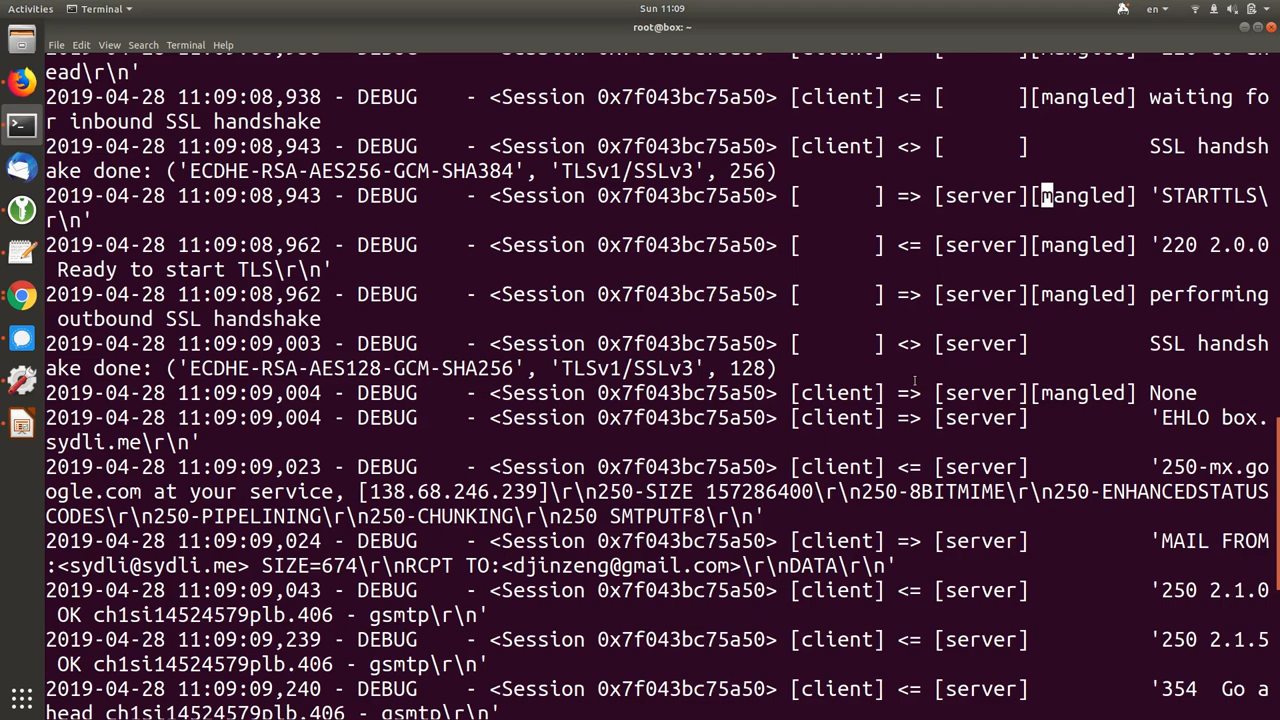 Activities Terminal Sun 11:09 en
root@box: ~
File Edit View Search Terminal Help
ead\r\n'
2019-04-28 11:09:08,938 - DEBUG    - <Session 0x7f043bc75a50> [client] <= [      ][mangled] waiting fo
r inbound SSL handshake
2019-04-28 11:09:08,943 - DEBUG    - <Session 0x7f043bc75a50> [client] <> [      ]          SSL handsh
ake done: ('ECDHE-RSA-AES256-GCM-SHA384', 'TLSv1/SSLv3', 256)
2019-04-28 11:09:08,943 - DEBUG    - <Session 0x7f043bc75a50> [      ] => [server][mangled] 'STARTTLS\
r\n'
2019-04-28 11:09:08,962 - DEBUG    - <Session 0x7f043bc75a50> [      ] <= [server][mangled] '220 2.0.0
 Ready to start TLS\r\n'
2019-04-28 11:09:08,962 - DEBUG    - <Session 0x7f043bc75a50> [      ] => [server][mangled] performing
 outbound SSL handshake
2019-04-28 11:09:09,003 - DEBUG    - <Session 0x7f043bc75a50> [      ] <> [server]          SSL handsh
ake done: ('ECDHE-RSA-AES128-GCM-SHA256', 'TLSv1/SSLv3', 128)
2019-04-28 11:09:09,004 - DEBUG    - <Session 0x7f043bc75a50> [client] => [server][mangled] None
2019-04-28 11:09:09,004 - DEBUG    - <Session 0x7f043bc75a50> [client] => [server]          'EHLO box.
sydli.me\r\n'
2019-04-28 11:09:09,023 - DEBUG    - <Session 0x7f043bc75a50> [client] <= [server]          '250-mx.go
ogle.com at your service, [138.68.246.239]\r\n250-SIZE 157286400\r\n250-8BITMIME\r\n250-ENHANCEDSTATUS
CODES\r\n250-PIPELINING\r\n250-CHUNKING\r\n250 SMTPUTF8\r\n'
2019-04-28 11:09:09,024 - DEBUG    - <Session 0x7f043bc75a50> [client] => [server]          'MAIL FROM
:<sydli@sydli.me> SIZE=674\r\nRCPT TO:<djinzeng@gmail.com>\r\nDATA\r\n'
2019-04-28 11:09:09,043 - DEBUG    - <Session 0x7f043bc75a50> [client] <= [server]          '250 2.1.0
 OK ch1si14524579plb.406 - gsmtp\r\n'
2019-04-28 11:09:09,239 - DEBUG    - <Session 0x7f043bc75a50> [client] <= [server]          '250 2.1.5
 OK ch1si14524579plb.406 - gsmtp\r\n'
2019-04-28 11:09:09,240 - DEBUG    - <Session 0x7f043bc75a50> [client] <= [server]          '354  Go a
head ch1si14524579plb.406 - gsmtp\r\n'